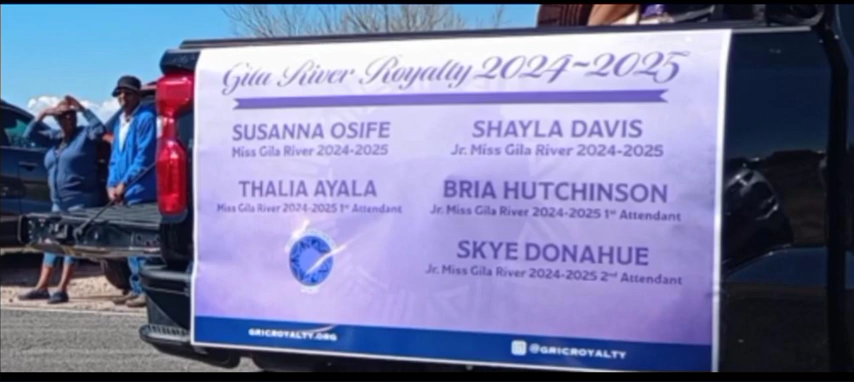 Gila River Royalty 2024~2025
SUSANNA OSIFE
Miss Gila River 2024-2025
THALIA AYALA
Miss Gila River 2024-2025 1st Attendant
SHAYLA DAVIS
Jr. Miss Gila River 2024-2025
BRIA HUTCHINSON
Jr. Miss Gila River 2024-2025 1st Attendant
SKYE DONAHUE
Jr. Miss Gila River 2024-2025 2nd Attendant
GRICROYALTY.ORG
@GRICROYALTY